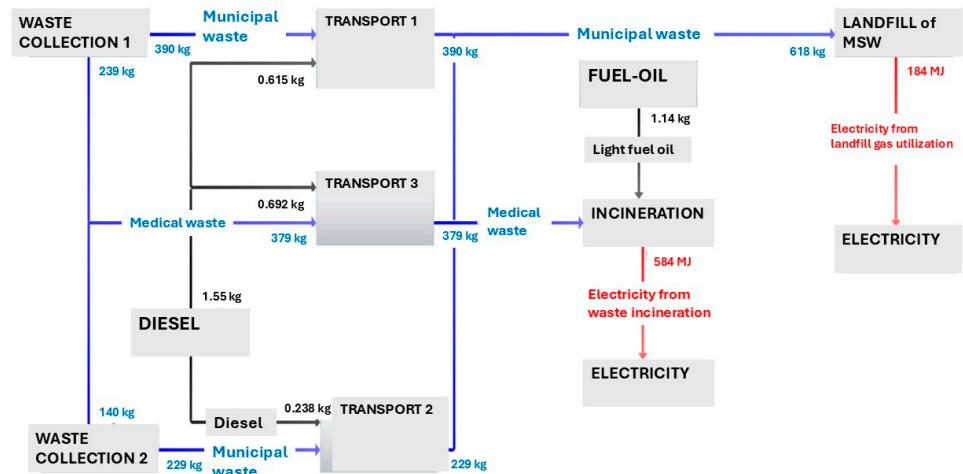 WASTE
COLLECTION 1
Municipal
waste
390 kg
239 kg
TRANSPORT 1
390 kg
0.615 kg
Municipal waste
618 kg
LANDFILL of
MSW
184 MJ
FUEL-OIL
1.14 kg
Light fuel oil
Electricity from
landfill gas utilization
TRANSPORT 3
0.692 kg
Medical waste
379 kg
379 kg
Medical
waste
INCINERATION
584 MJ
ELECTRICITY
Electricity from
waste incineration
1.55 kg
DIESEL
ELECTRICITY
140 kg
Diesel
0.238 kg
TRANSPORT 2
WASTE
COLLECTION 2
229 kg
Municipal
waste
229 kg